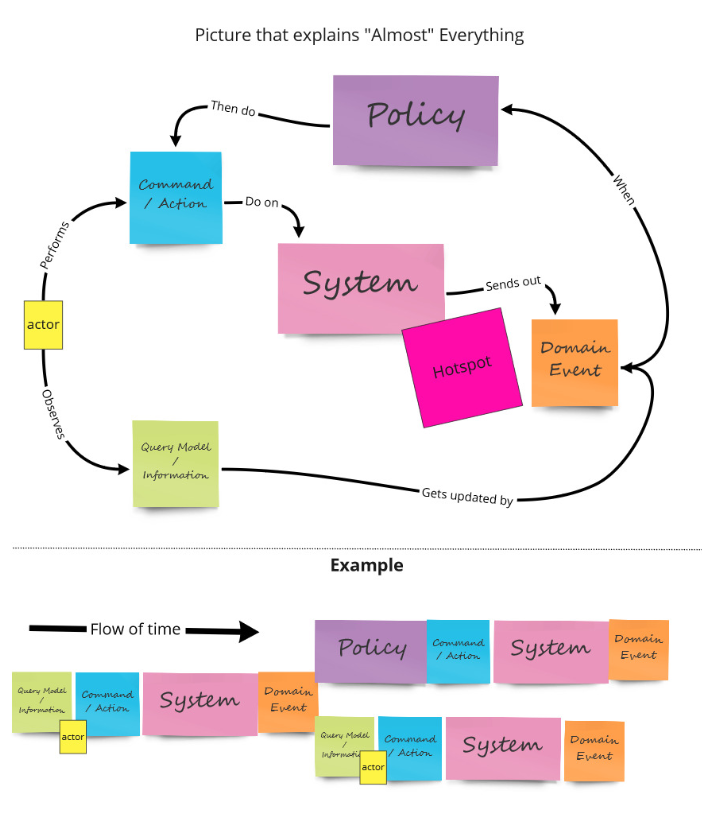 Picture that explains "Almost" Everything
Policy
Then do
Command
/ Action
Do on
When
Performs
System
Sends out
actor
Domain
Event
Hotspot
Observes
Query Model
/
Information
Gets updated by
Example
Flow of time
Policy
Command
/ Action
System
Domain
Event
Query Model
/
Information
Command
/ Action
System
Domain
Event
actor
Query Model
/
Informati
Command
/ Action
System
Domain
Event
actor